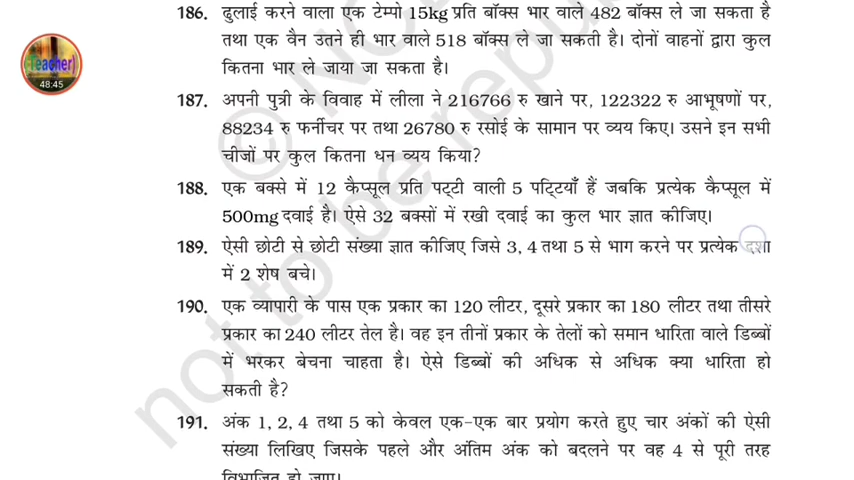 186. ढुलाई करने वाला एक टेम्पो 15kg प्रति बॉक्स भार वाले 482 बॉक्स ले जा सकता है
तथा एक वैन उतने ही भार वाले 518 बॉक्स ले जा सकती है। दोनों वाहनों द्वारा कुल
कितना भार ले जाया जा सकता है।
Teacher)
48:45
187. अपनी पुत्री के विवाह में लीला ने 216766 रु खाने पर, 122322 रु आभूषणों पर,
88234 रु फर्नीचर पर तथा 26780 रु रसोई के सामान पर व्यय किए। उसने इन सभी
चीजों पर कुल कितना धन व्यय किया?
188. एक बक्से में 12 कैप्सूल प्रति पट्टी वाली 5 पट्टियाँ हैं जबकि प्रत्येक कैप्सूल में
500mg दवाई है। ऐसे 32 बक्सों में रखी दवाई का कुल भार ज्ञात कीजिए।
189. ऐसी छोटी से छोटी संख्या ज्ञात कीजिए जिसे 3, 4 तथा 5 से भाग करने पर प्रत्येक दशा
में 2 शेष बचे।
190. एक व्यापारी के पास एक प्रकार का 120 लीटर, दूसरे प्रकार का 180 लीटर तथा तीसरे
प्रकार का 240 लीटर तेल है। वह इन तीनों प्रकार के तेलों को समान धारिता वाले डिब्बों
में भरकर बेचना चाहता है। ऐसे डिब्बों की अधिक से अधिक क्या धारिता हो
सकती है?
191. अंक 1, 2, 4 तथा 5 को केवल एक-एक बार प्रयोग करते हुए चार अंकों की ऐसी
संख्या लिखिए जिसके पहले और अंतिम अंक को बदलने पर वह 4 से पूरी तरह
विभाजित हो जाए।
not to be repu
© NC